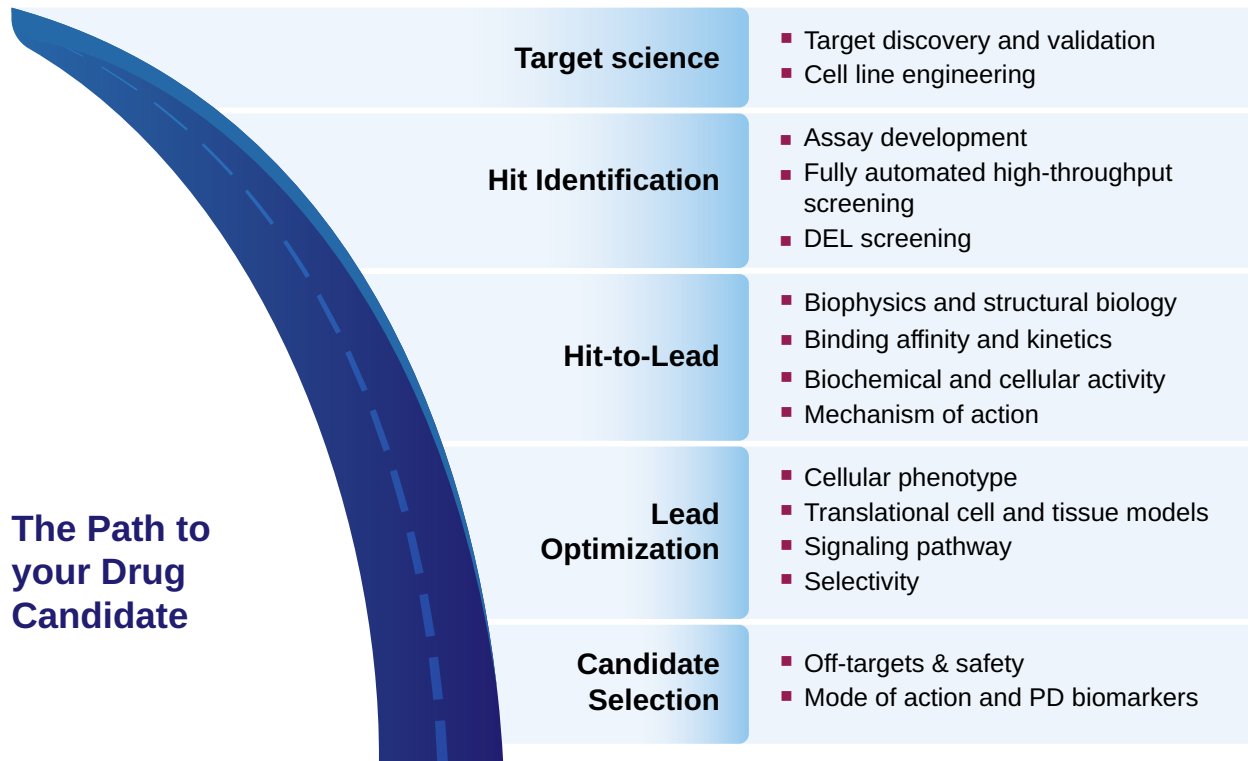 Target science
Target discovery and validation
Cell line engineering
Hit Identification
Assay development
Fully automated high-throughput
screening
DEL screening
Hit-to-Lead
Biophysics and structural biology
Binding affinity and kinetics
Biochemical and cellular activity
Mechanism of action
The Path to
your Drug
Candidate
Lead
Optimization
Cellular phenotype
Translational cell and tissue models
Signaling pathway
Selectivity
Candidate
Selection
Off-targets & safety
Mode of action and PD biomarkers